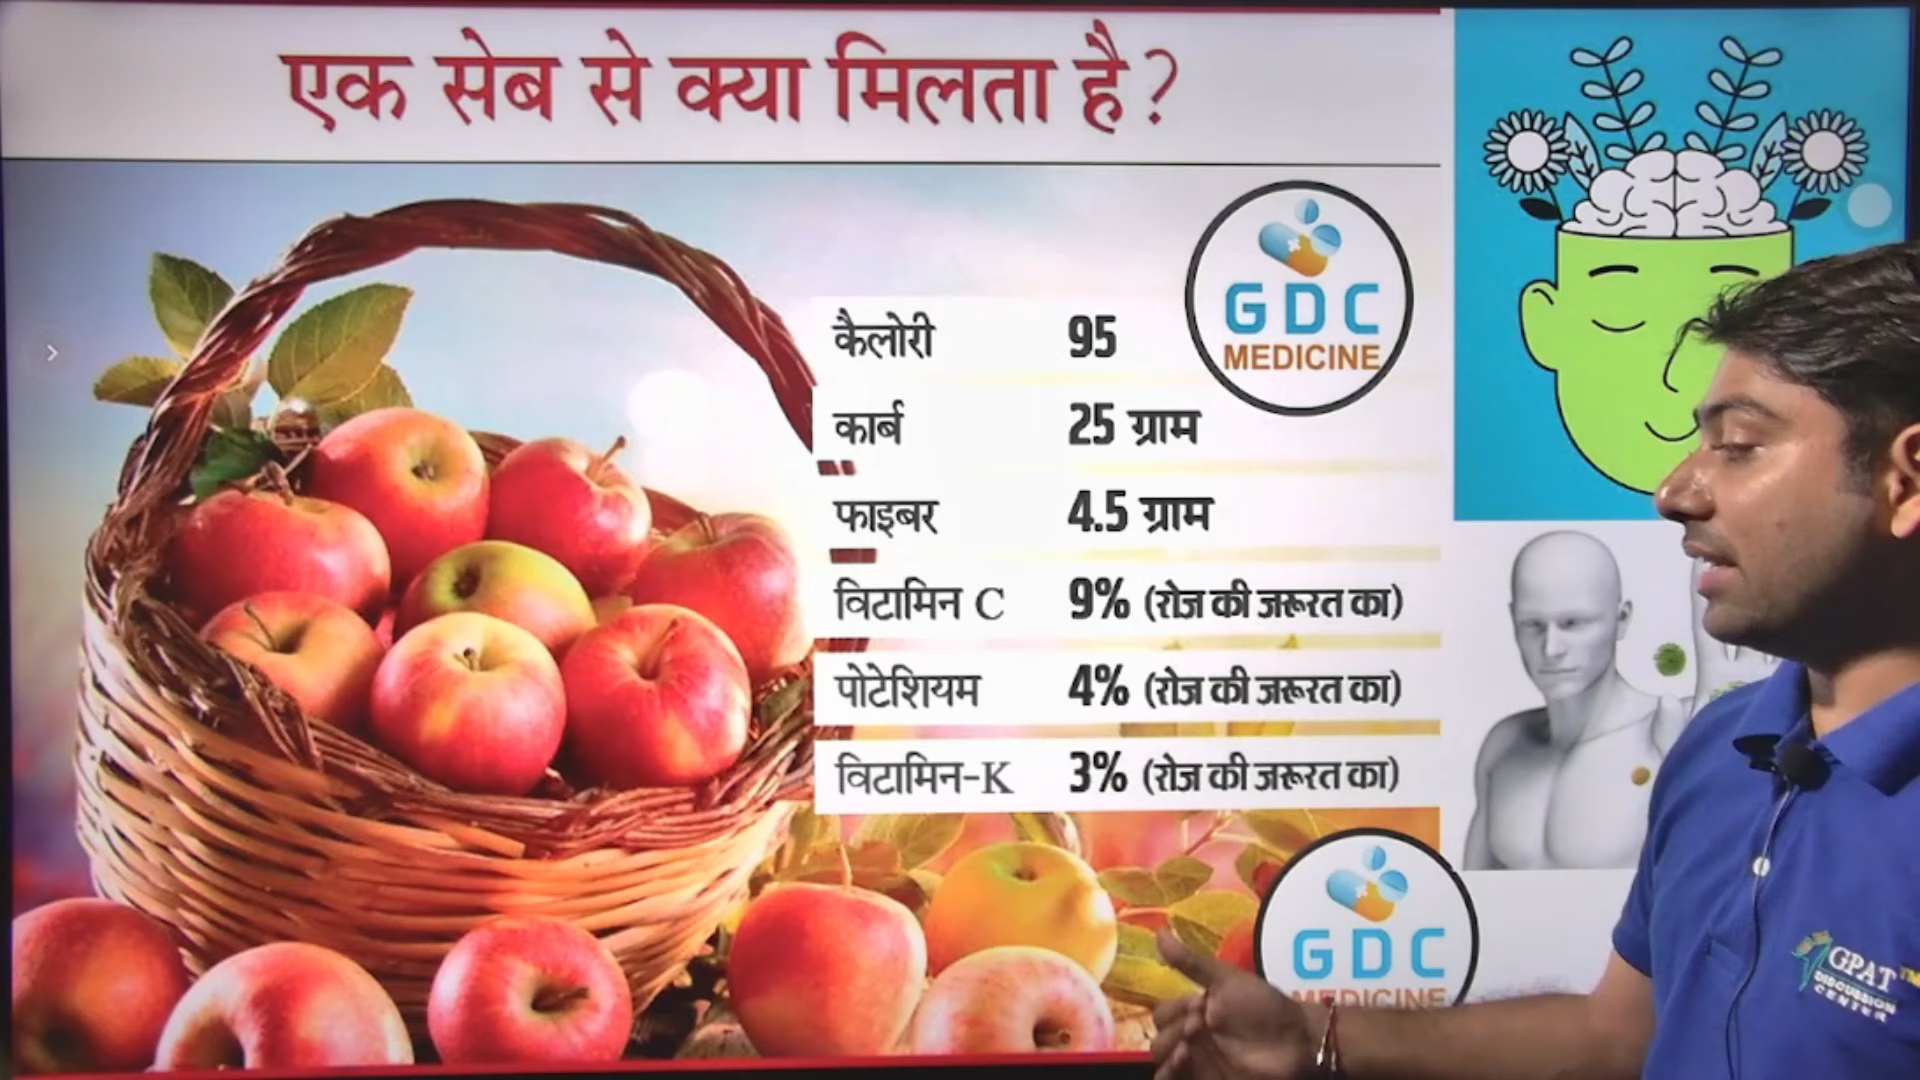 एक सेब से क्या मिलता है?
GDC
MEDICINE
कैलोरी 95
कार्ब 25 ग्राम
फाइबर 4.5 ग्राम
विटामिन C 9% (रोज की जरूरत का)
पोटेशियम 4% (रोज की जरूरत का)
विटामिन-K 3% (रोज की जरूरत का)
GDC
MEDICINE
GPAT TM
DISCUSSION
CENTER